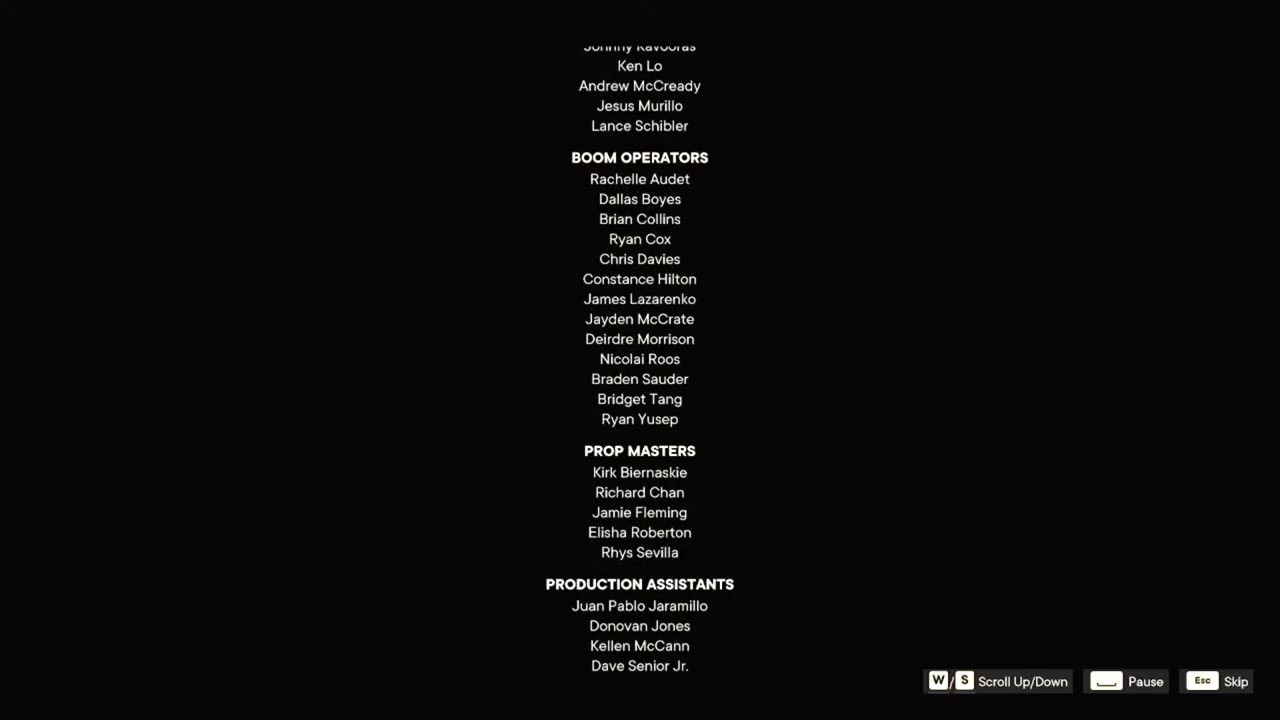 Ken Lo
Andrew McCready
Jesus Murillo
Lance Schibler
BOOM OPERATORS
Rachelle Audet
Dallas Boyes
Brian Collins
Ryan Cox
Chris Davies
Constance Hilton
James Lazarenko
Jayden McCrate
Deirdre Morrison
Nicolai Roos
Braden Sauder
Bridget Tang
Ryan Yusep
PROP MASTERS
Kirk Biernaskie
Richard Chan
Jamie Fleming
Elisha Roberton
Rhys Sevilla
PRODUCTION ASSISTANTS
Juan Pablo Jaramillo
Donovan Jones
Kellen McCann
Dave Senior Jr.
W/S Scroll Up/Down Pause Esc Skip